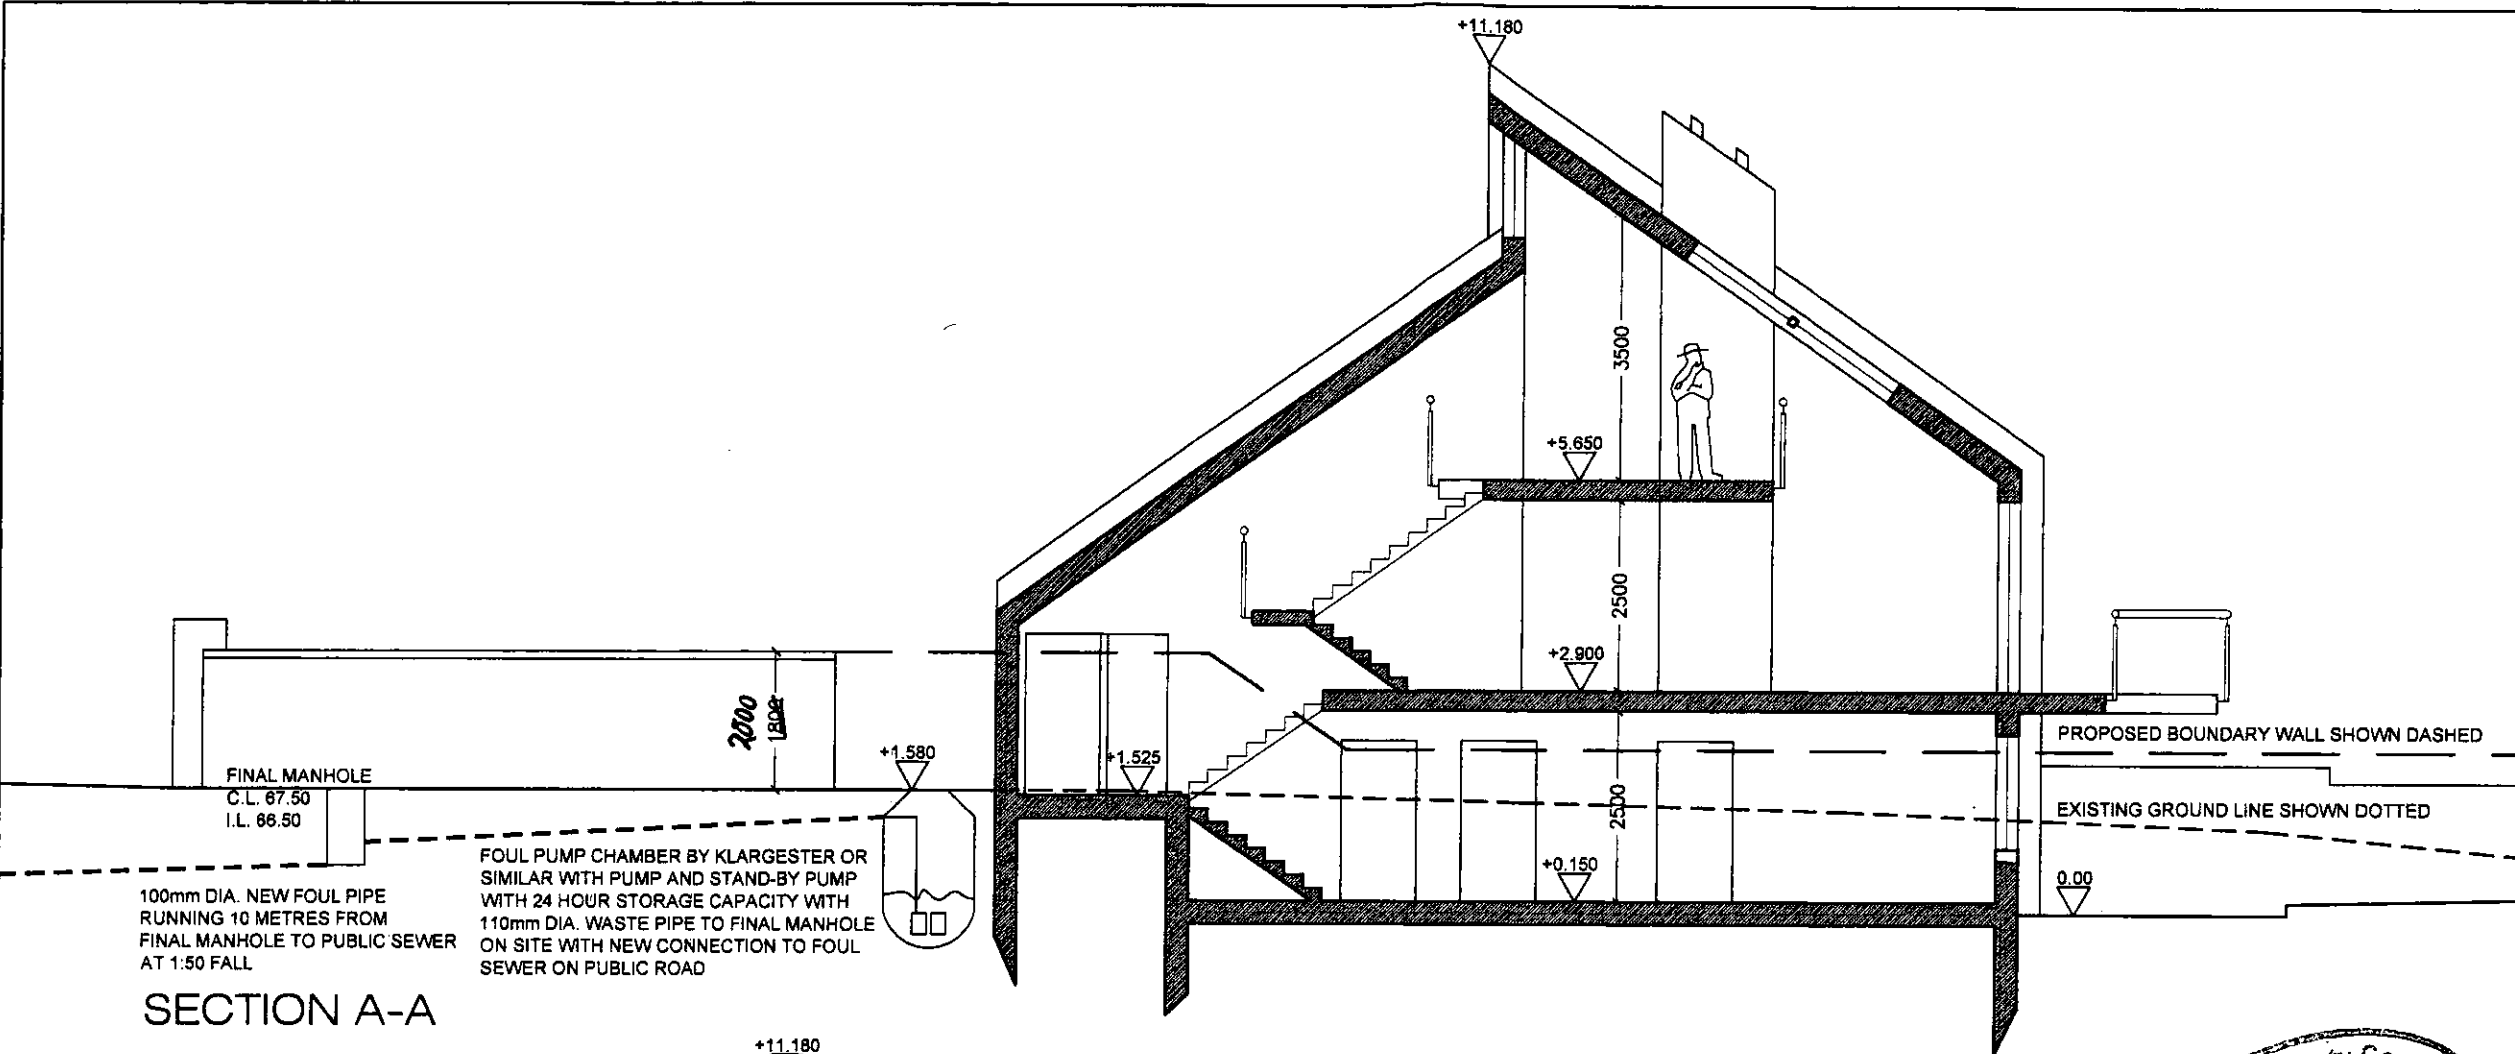 +11.180
3500
+5.650
2500
+2.900
2000
1800
+1.580
+1.525
PROPOSED BOUNDARY WALL SHOWN DASHED
FINAL MANHOLE
C.L. 67.50
I.L. 66.50
2500
EXISTING GROUND LINE SHOWN DOTTED
+0.150
0.00
FOUL PUMP CHAMBER BY KLARGESTER OR
SIMILAR WITH PUMP AND STAND-BY PUMP
WITH 24 HOUR STORAGE CAPACITY WITH
110mm DIA. WASTE PIPE TO FINAL MANHOLE
ON SITE WITH NEW CONNECTION TO FOUL
SEWER ON PUBLIC ROAD
100mm DIA. NEW FOUL PIPE
RUNNING 10 METRES FROM
FINAL MANHOLE TO PUBLIC SEWER
AT 1:50 FALL
SECTION A-A
+11.180